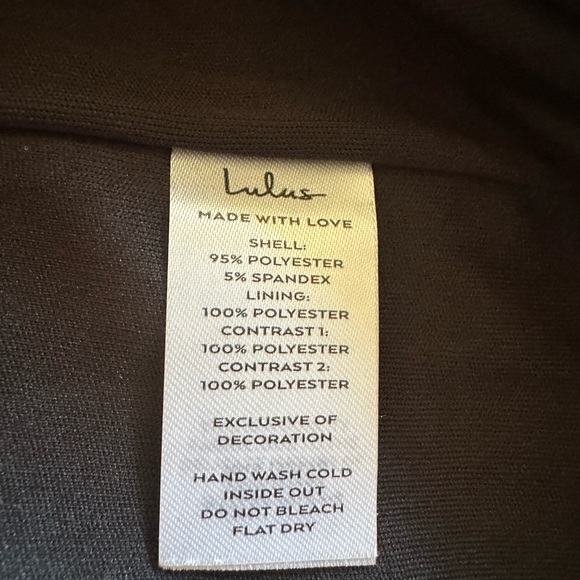 Lulus
MADE WITH LOVE
SHELL:
95% POLYESTER
5% SPANDEX
LINING:
100% POLYESTER
CONTRAST 1:
100% POLYESTER
CONTRAST 2:
100% POLYESTER
EXCLUSIVE OF
DECORATION
HAND WASH COLD
INSIDE OUT
DO NOT BLEACH
FLAT DRY